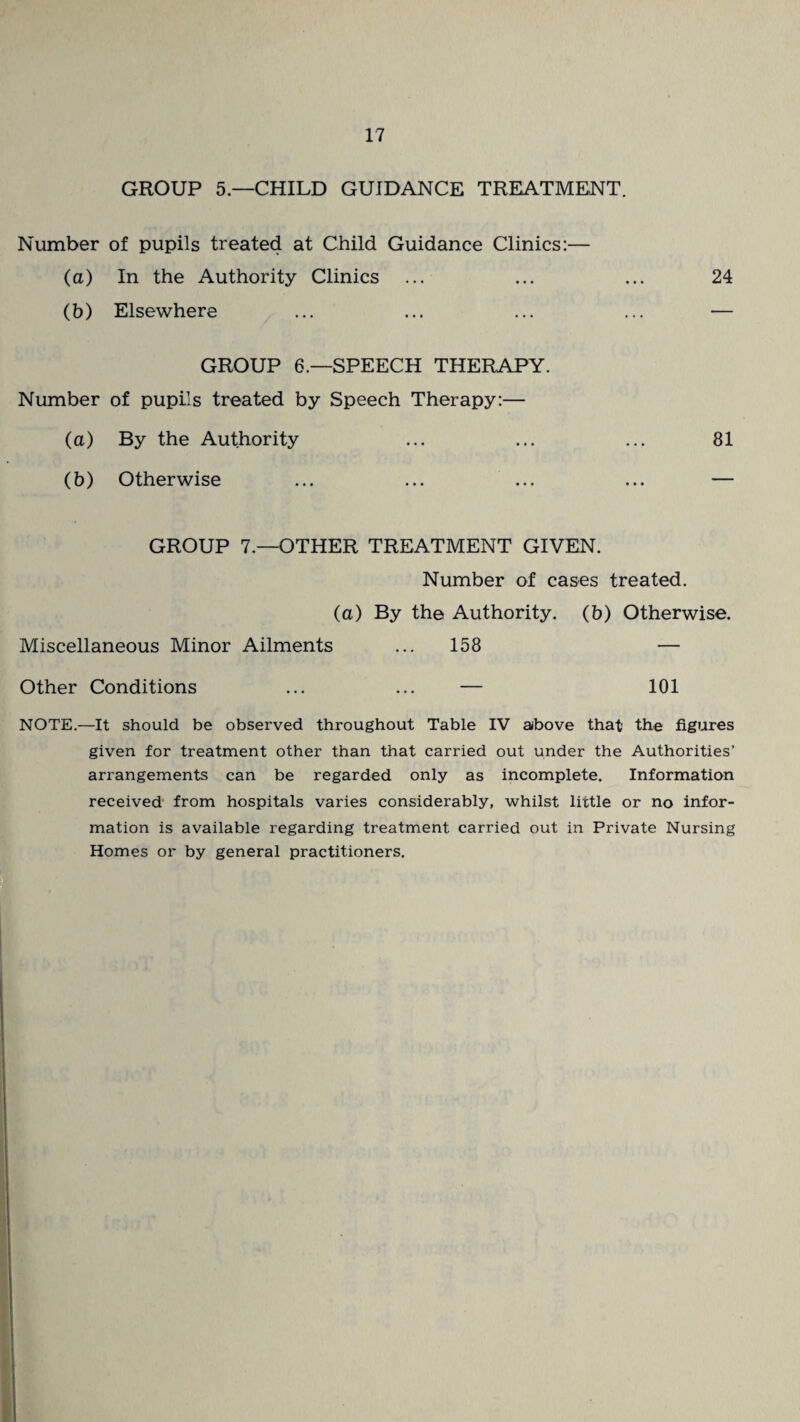 17
GROUP 5.—CHILD GUIDANCE TREATMENT.
Number of pupils treated at Child Guidance Clinics:—
(a) In the Authority Clinics ... ... ... 24
(b) Elsewhere ... ... ... ... —
GROUP 6.—SPEECH THERAPY.
Number of pupils treated by Speech Therapy:—
(a) By the Authority ... ... ... 81
(b) Otherwise ... ... ... ... —
GROUP 7.—OTHER TREATMENT GIVEN.
Number of cases treated.
(a) By the Authority. (b) Otherwise.
Miscellaneous Minor Ailments ... 158 —
Other Conditions ... ... — 101
NOTE.—It should be observed throughout Table IV above that the figures
given for treatment other than that carried out under the Authorities'
arrangements can be regarded only as incomplete. Information
received from hospitals varies considerably, whilst little or no infor-
mation is available regarding treatment carried out in Private Nursing
Homes or by general practitioners.